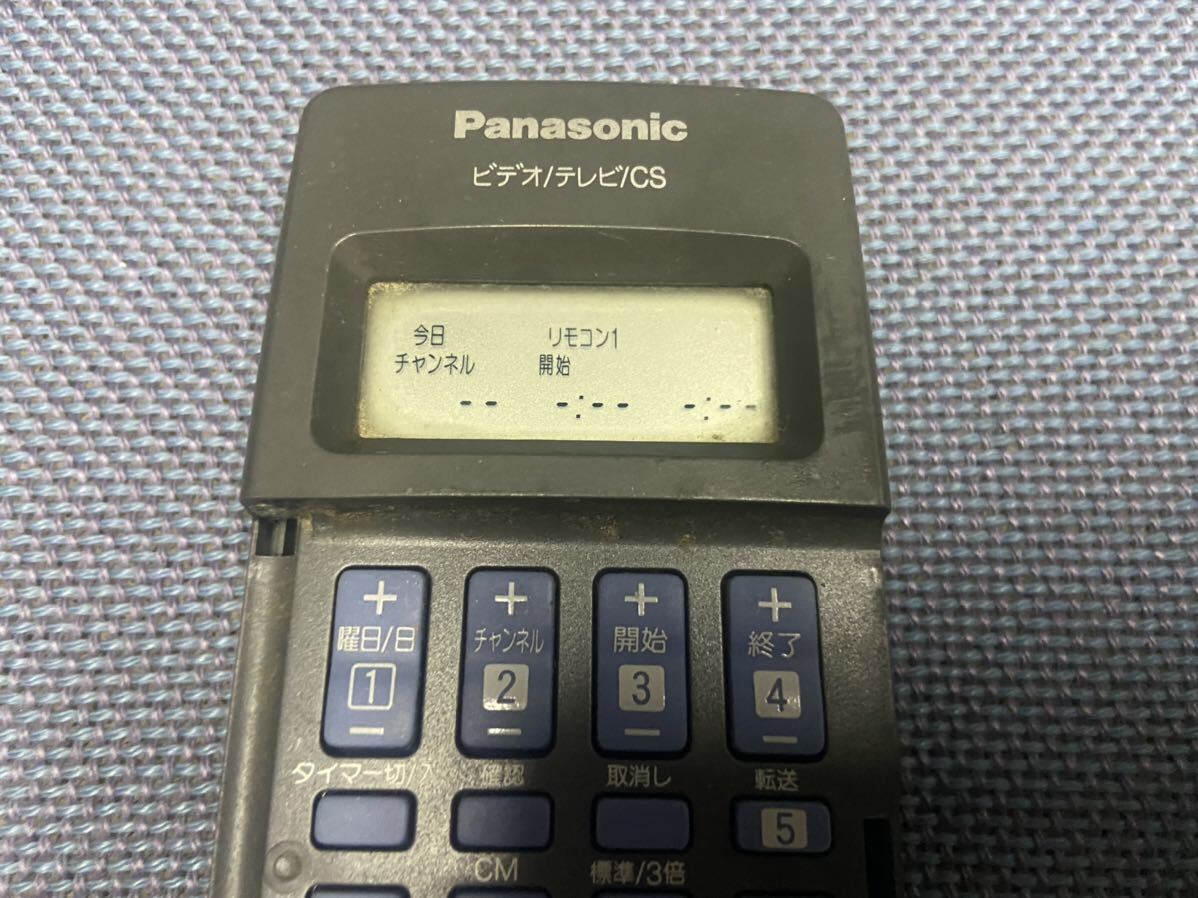 Panasonic
ビデオ/テレビ/CS
今日 リモコン1
チャンネル 開始
-- -:-- -:--
+ + + +
曜日/日 チャンネル 開始 終了
1 2 3 4
- - - -
タイマー切/入 確認 取消し 転送
5
CM 標準/3倍